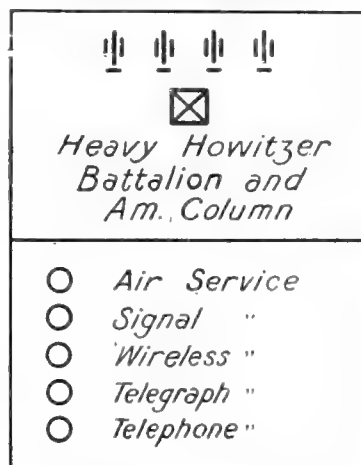 Heavy Howitzer
Battalion and
Am. Column
Air Service
Signal "
Wireless "
Telegraph "
Telephone "